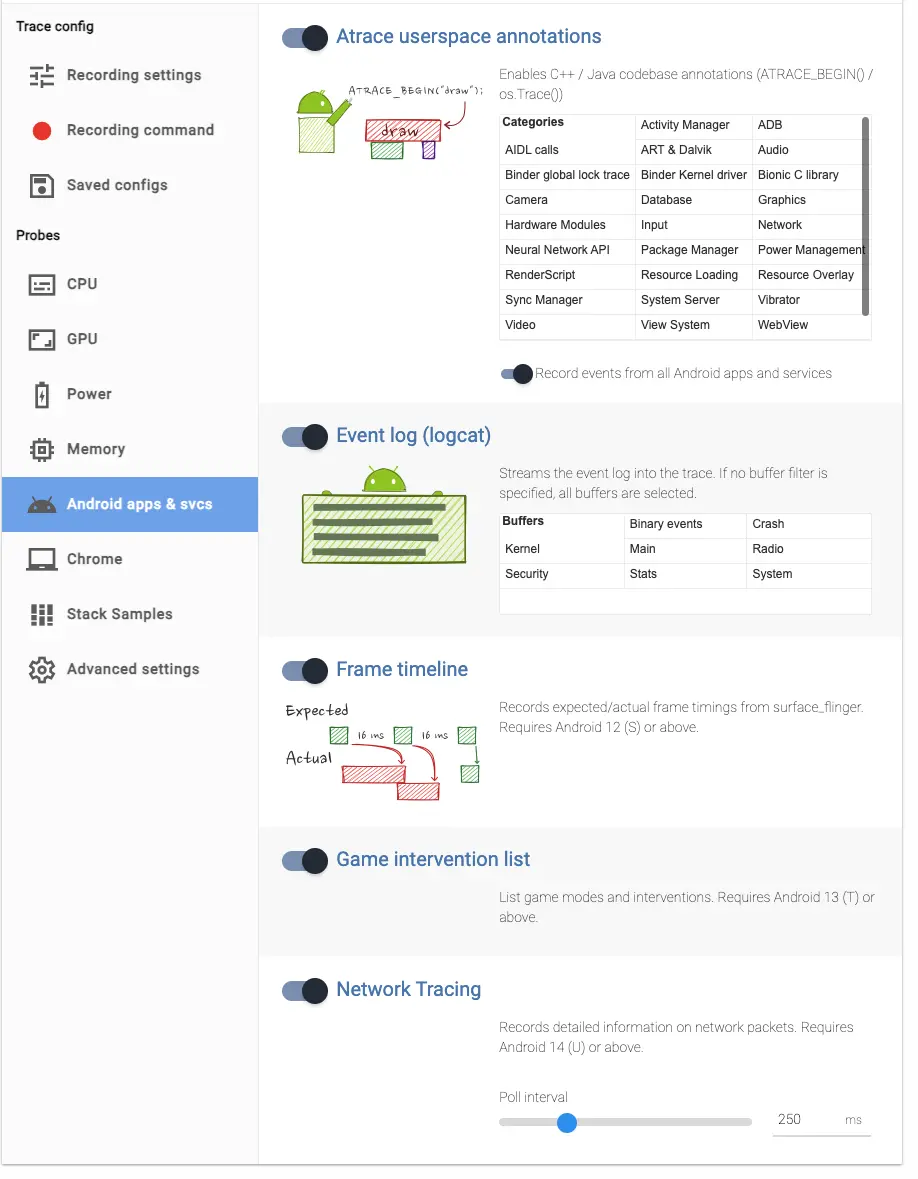 Trace config
Recording settings
Recording command
Saved configs
Probes
CPU
GPU
Power
Memory
Android apps & svcs
Chrome
Stack Samples
Advanced settings
Atrace userspace annotations
ATRACE_BEGIN("draw");
draw
Enables C++ / Java codebase annotations (ATRACE_BEGIN() /
os.Trace())
Categories Activity Manager ADB
AIDL calls ART & Dalvik Audio
Binder global lock trace Binder Kernel driver Bionic C library
Camera Database Graphics
Hardware Modules Input Network
Neural Network API Package Manager Power Management
RenderScript Resource Loading Resource Overlay
Sync Manager System Server Vibrator
Video View System WebView
Record events from all Android apps and services
Event log (logcat)
Streams the event log into the trace. If no buffer filter is
specified, all buffers are selected.
Buffers Binary events Crash
Kernel Main Radio
Security Stats System
Frame timeline
Expected
16 ms 16 ms
Actual
Records expected/actual frame timings from surface_flinger.
Requires Android 12 (S) or above.
Game intervention list
List game modes and interventions. Requires Android 13 (T) or
above.
Network Tracing
Records detailed information on network packets. Requires
Android 14 (U) or above.
Poll interval
250 ms